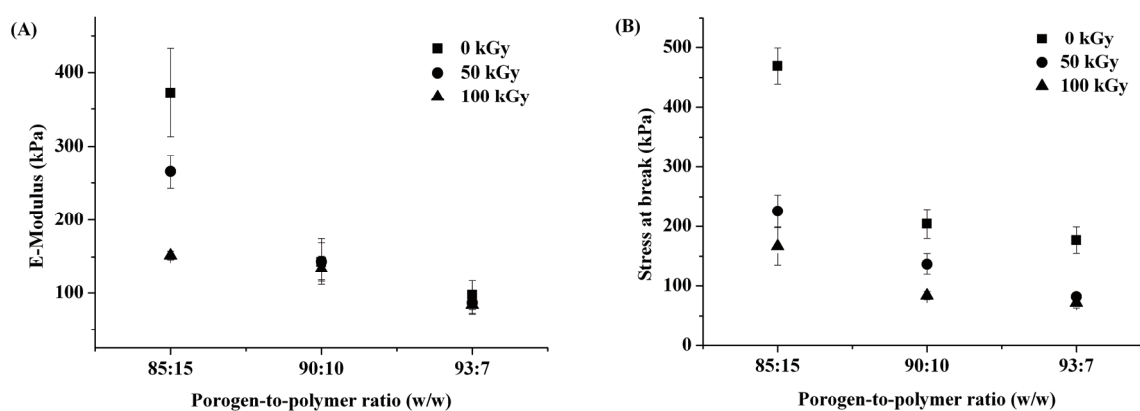 (A)
0 kGy
50 kGy
100 kGy
400
300
200
100
E-Modulus (kPa)
85:15
90:10
93:7
Porogen-to-polymer ratio (w/w)
(B)
0 kGy
50 kGy
100 kGy
500
400
300
200
100
50
0
Stress at break (kPa)
85:15
90:10
93:7
Porogen-to-polymer ratio (w/w)